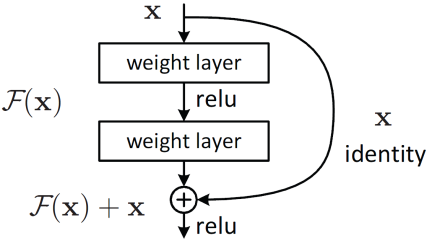 x
weight layer
relu
F(x)
weight layer
x
identity
F(x) + x
+
relu